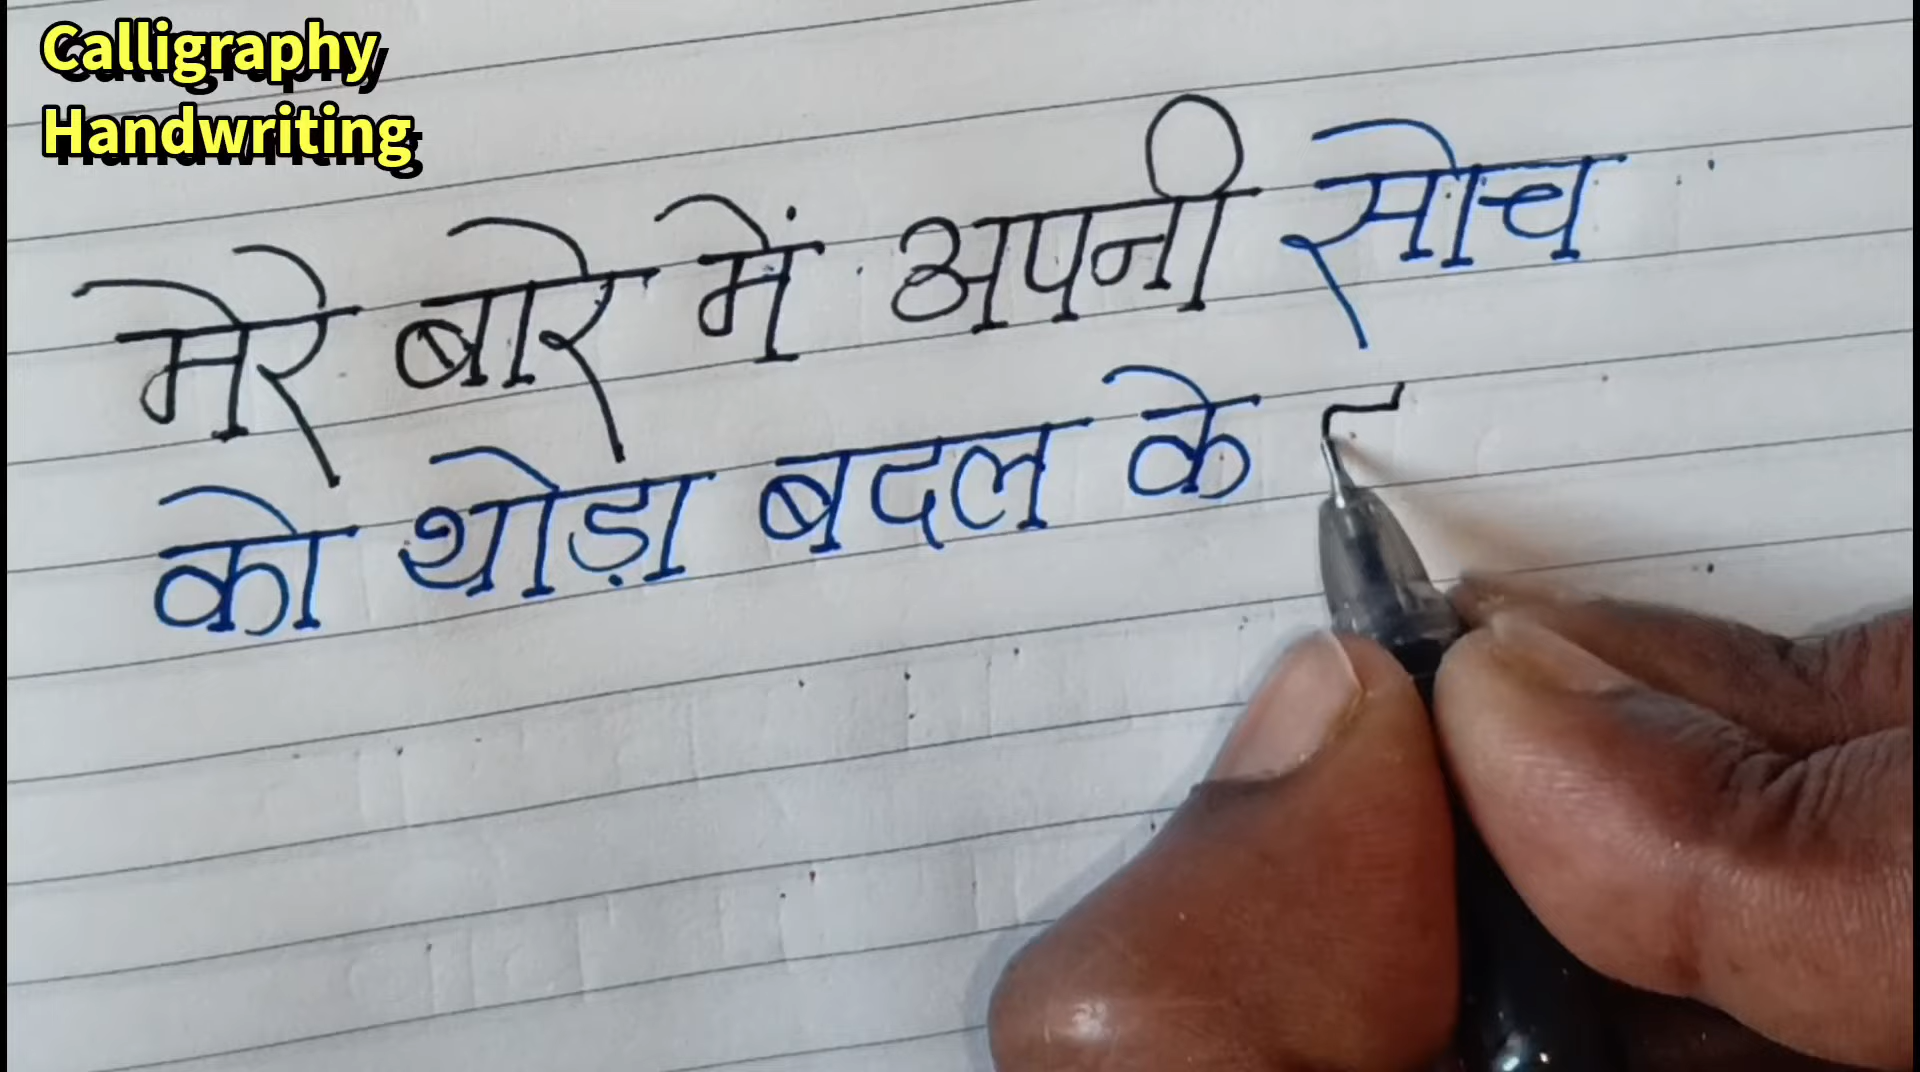 Calligraphy
Handwriting
मेरे बारे में अपनी सोच
को थोड़ा बदल के